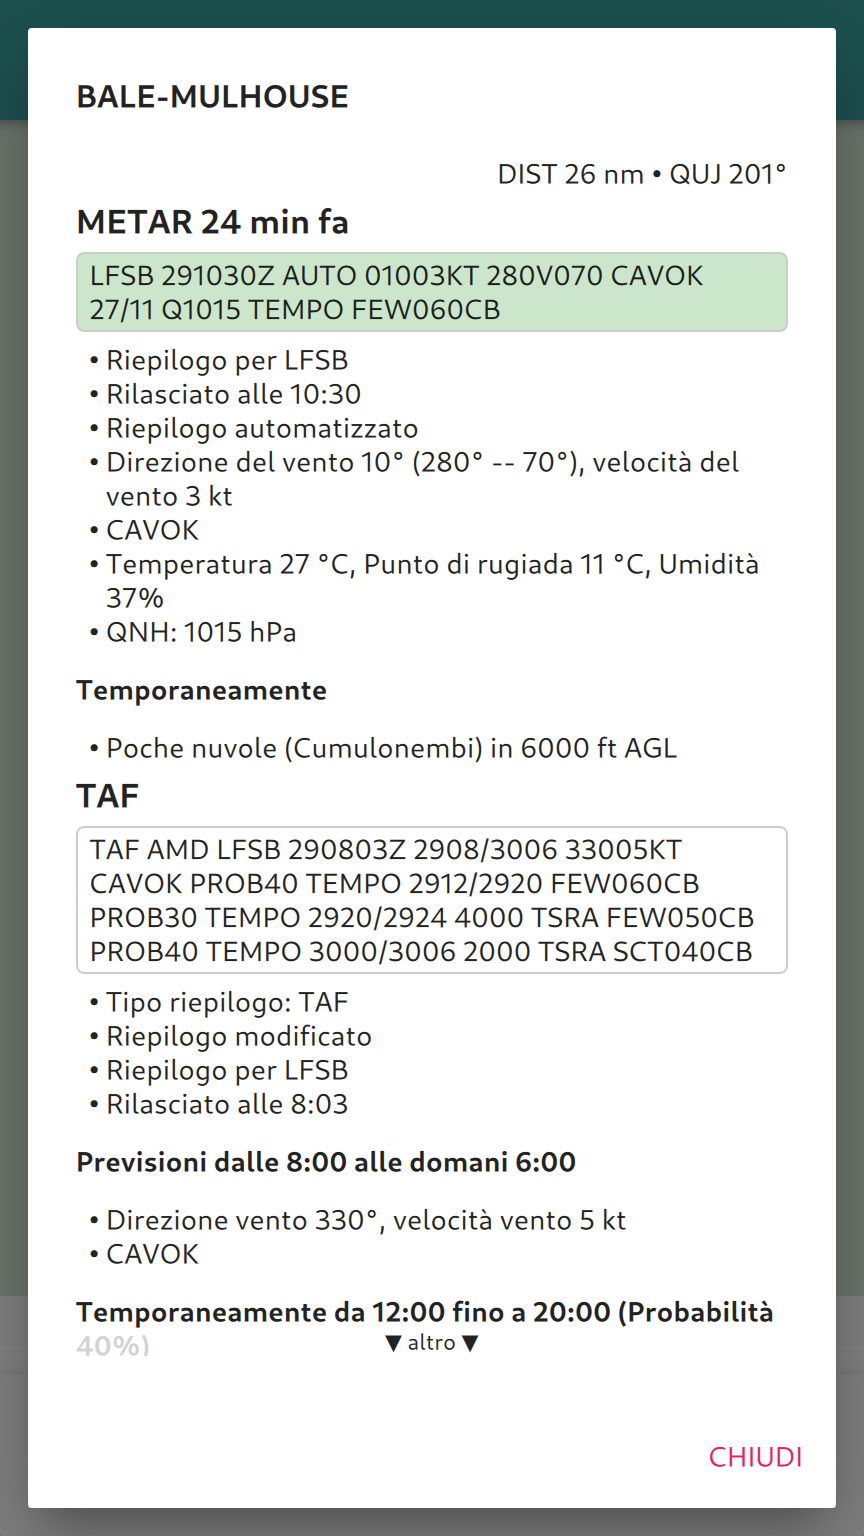 BALE-MULHOUSE
DIST 26 nm • QUJ 201°
METAR 24 min fa
LFSB 291030Z AUTO 01003KT 280V070 CAVOK
27/11 Q1015 TEMPO FEW060CB
• Riepilogo per LFSB
• Rilasciato alle 10:30
• Riepilogo automatizzato
• Direzione del vento 10° (280° -- 70°), velocità del
vento 3 kt
• CAVOK
• Temperatura 27 °C, Punto di rugiada 11 °C, Umidità
37%
• QNH: 1015 hPa
Temporaneamente
• Poche nuvole (Cumulonembi) in 6000 ft AGL
TAF
TAF AMD LFSB 290803Z 2908/3006 33005KT
CAVOK PROB40 TEMPO 2912/2920 FEW060CB
PROB30 TEMPO 2920/2924 4000 TSRA FEW050CB
PROB40 TEMPO 3000/3006 2000 TSRA SCT040CB
• Tipo riepilogo: TAF
• Riepilogo modificato
• Riepilogo per LFSB
• Rilasciato alle 8:03
Previsioni dalle 8:00 alle domani 6:00
• Direzione vento 330°, velocità vento 5 kt
• CAVOK
Temporaneamente da 12:00 fino a 20:00 (Probabilità
40%)
▼ altro ▼
CHIUDI